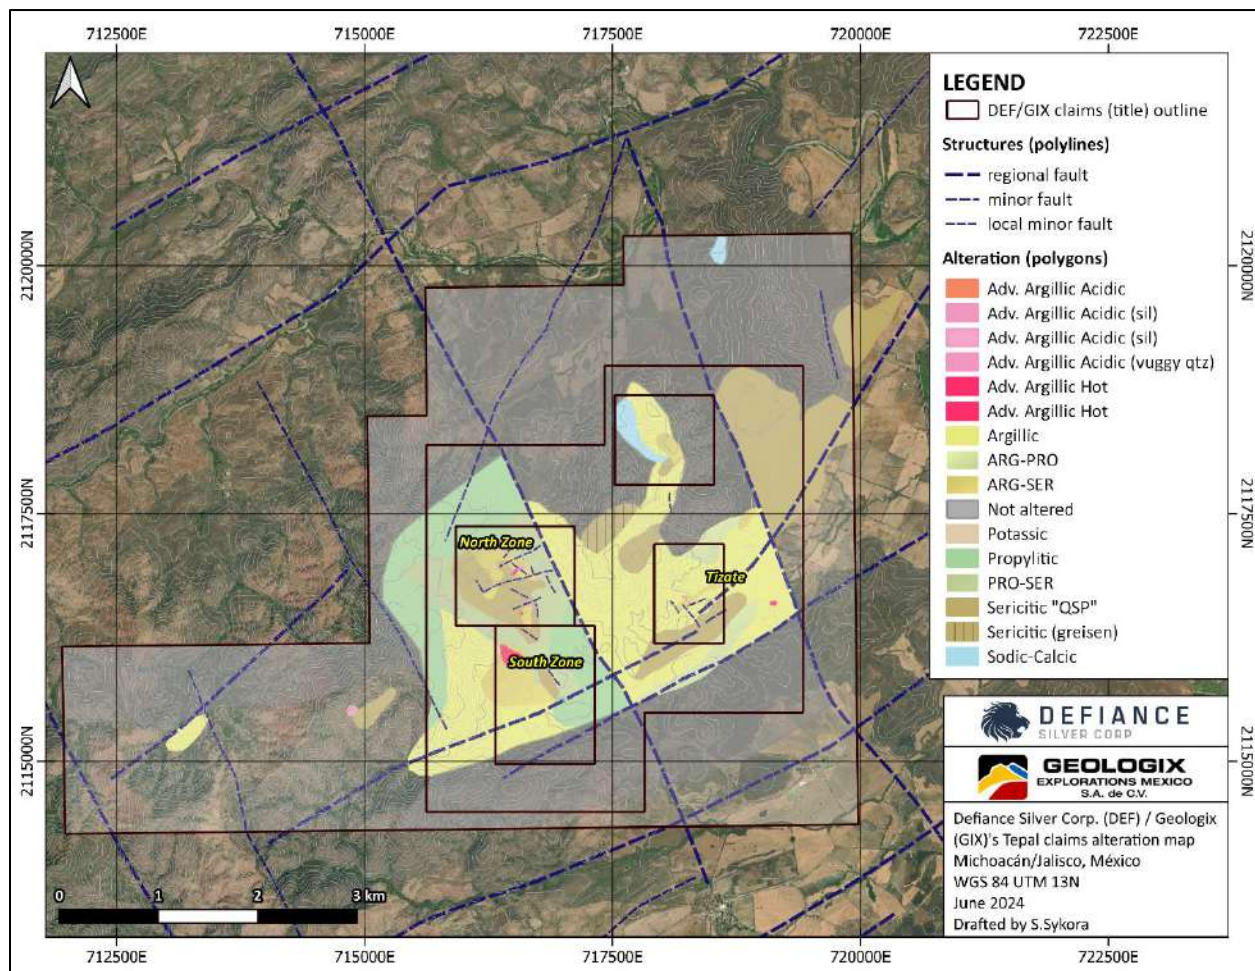 712500E 715000E 717500E 720000E 722500E
LEGEND
DEF/GIX claims (title) outline
Structures (polylines)
regional fault
minor fault
local minor fault
2120000N
2120000N
Alteration (polygons)
Adv. Argillic Acidic
Adv. Argillic Acidic (sil)
Adv. Argillic Acidic (sil)
Adv. Argillic Acidic (vuggy qtz)
Adv. Argillic Hot
Adv. Argillic Hot
Argillic
ARG-PRO
ARG-SER
Not altered
Potassic
Propylitic
PRO-SER
Sericitic "QSP"
Sericitic (greisen)
Sodic-Calcic
2117500N
2117500N
North Zone
Tizate
South Zone
2115000N
2115000N
DEFIANCE
SILVER CORP
GEOLOGIX
EXPLORATIONS MEXICO
S.A. de C.V.
Defiance Silver Corp. (DEF) / Geologix
(GIX)'s Tepal claims alteration map
Michoacán/Jalisco, México
WGS 84 UTM 13N
June 2024
Drafted by S.Sykora
0 1 2 3 km
712500E 715000E 717500E 720000E 722500E